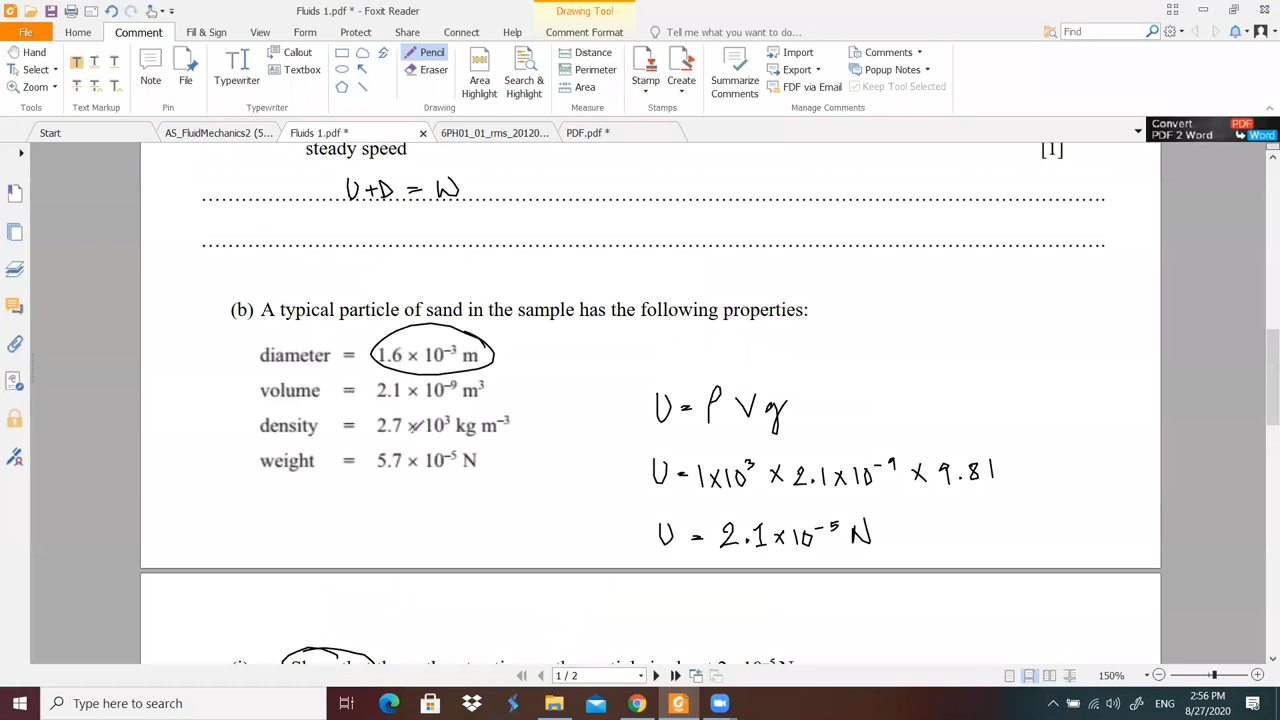 Fluids 1.pdf * - Foxit Reader
Drawing Tool
File Home Comment Fill & Sign View Form Protect Share Connect Help Comment Format Tell me what you want to do... Find
Hand
Select
Zoom
Tools
Text Markup
Note
File
Pin
Typewriter
Callout
Textbox
Typewriter
Pencil
Eraser
Drawing
Area Highlight
Search & Highlight
Distance
Perimeter
Area
Measure
Stamp
Create
Stamps
Summarize Comments
Import
Export
FDF via Email
Comments
Popup Notes
Keep Tool Selected
Manage Comments
Start AS_FluidMechanics2 (5... Fluids 1.pdf * 6PH01_01_rms_20120... PDF.pdf *
Convert PDF
PDF 2 Word Word
steady speed [1]
U+D = W
(b) A typical particle of sand in the sample has the following properties:
diameter = 1.6 × 10⁻³ m
volume = 2.1 × 10⁻⁹ m³
density = 2.7 × 10³ kg m⁻³
weight = 5.7 × 10⁻⁵ N
U = ρ V g
U = 1×10³ × 2.1×10⁻⁹ × 9.81
U = 2.1×10⁻⁵ N
1 / 2
150%
Type here to search
ENG
2:56 PM
8/27/2020